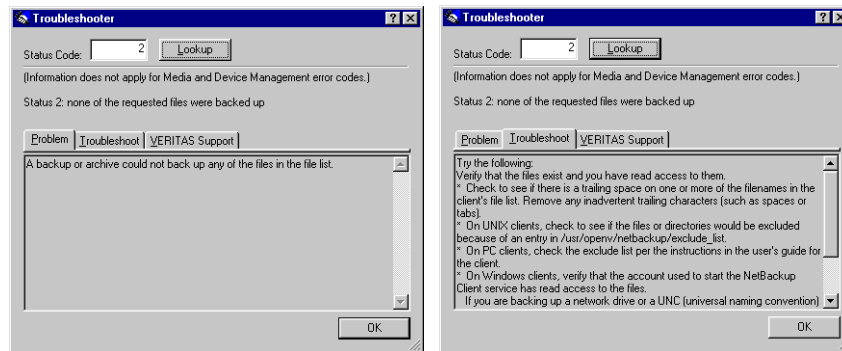 Troubleshooter
Status Code: 2 Lookup
(Information does not apply for Media and Device Management error codes.)
Status 2: none of the requested files were backed up
Problem Troubleshoot VERITAS Support
A backup or archive could not back up any of the files in the file list.
OK
Troubleshooter
Status Code: 2 Lookup
(Information does not apply for Media and Device Management error codes.)
Status 2: none of the requested files were backed up
Problem Troubleshoot VERITAS Support
Try the following:
Verify that the files exist and you have read access to them.
* Check to see if there is a trailing space on one or more of the filenames in the
client's file list. Remove any inadvertent trailing characters (such as spaces or
tabs).
* On UNIX clients, check to see if the files or directories would be excluded
because of an entry in /usr/openv/netbackup/exclude_list.
* On PC clients, check the exclude list per the instructions in the user's guide for
the client.
* On Windows clients, verify that the account used to start the NetBackup
Client service has read access to the files.
If you are backing up a network drive or a UNC (universal naming convention)
OK